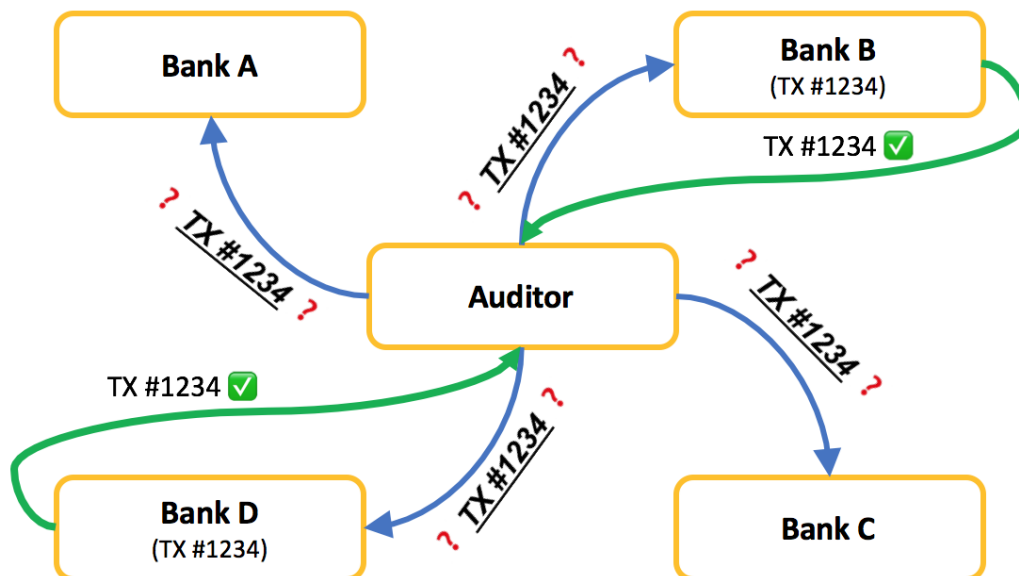 Bank A
Bank B
(TX #1234)
? TX #1234 ?
TX #1234 ✅
? TX #1234 ?
Auditor
? TX #1234 ?
TX #1234 ✅
? TX #1234 ?
Bank D
(TX #1234)
Bank C